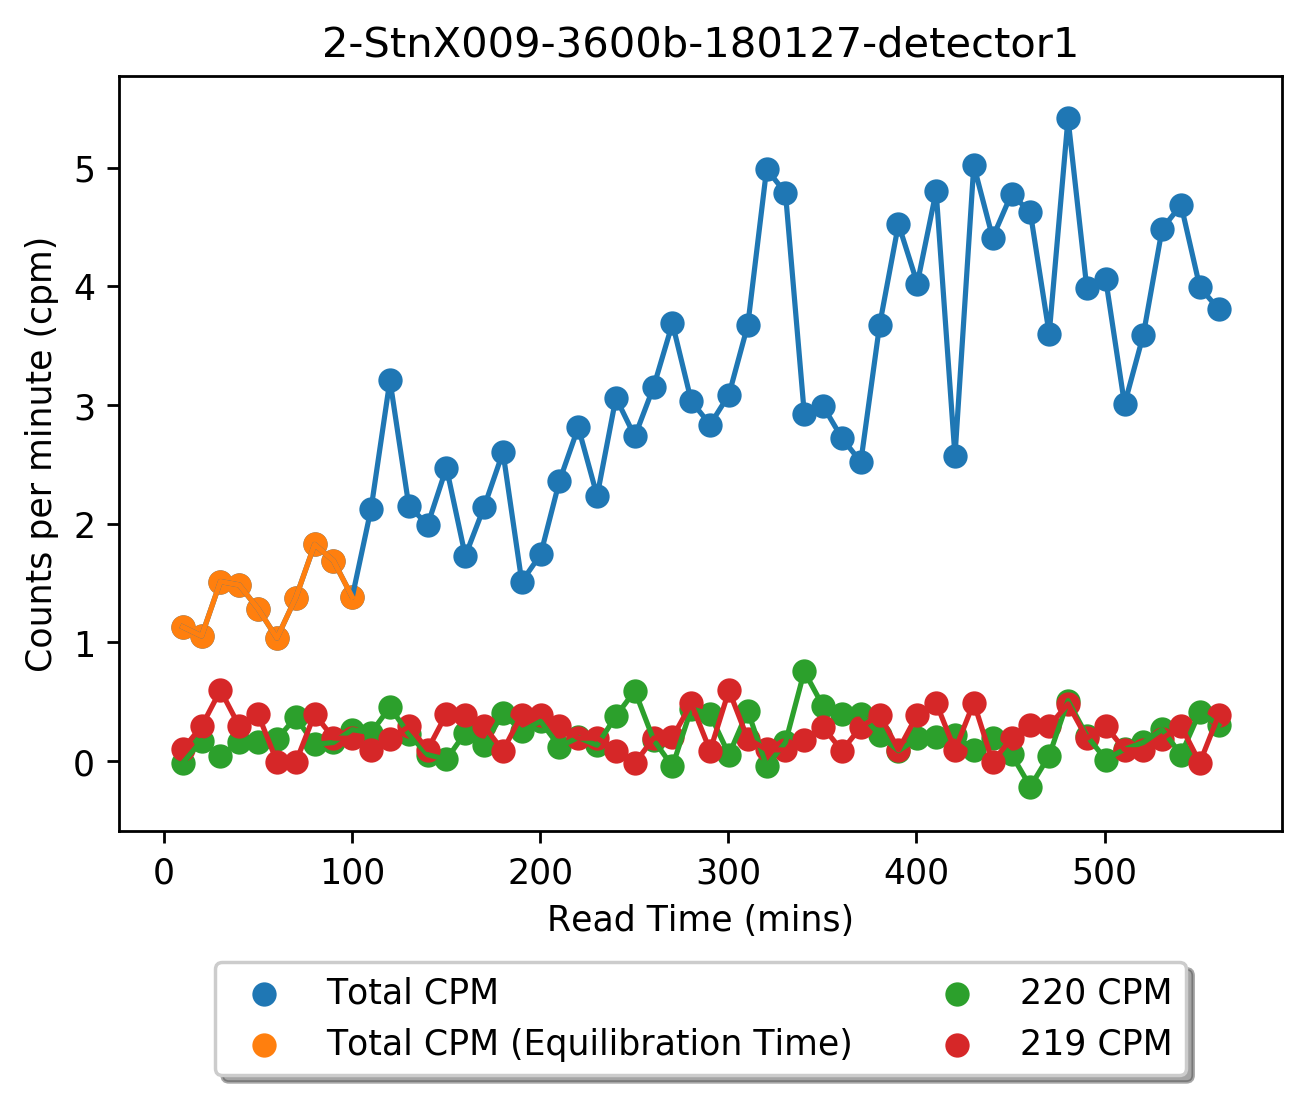 2-StnX009-3600b-180127-detector1
Counts per minute (cpm)
5
4
3
2
1
0
0 100 200 300 400 500
Read Time (mins)
Total CPM 220 CPM
Total CPM (Equilibration Time) 219 CPM